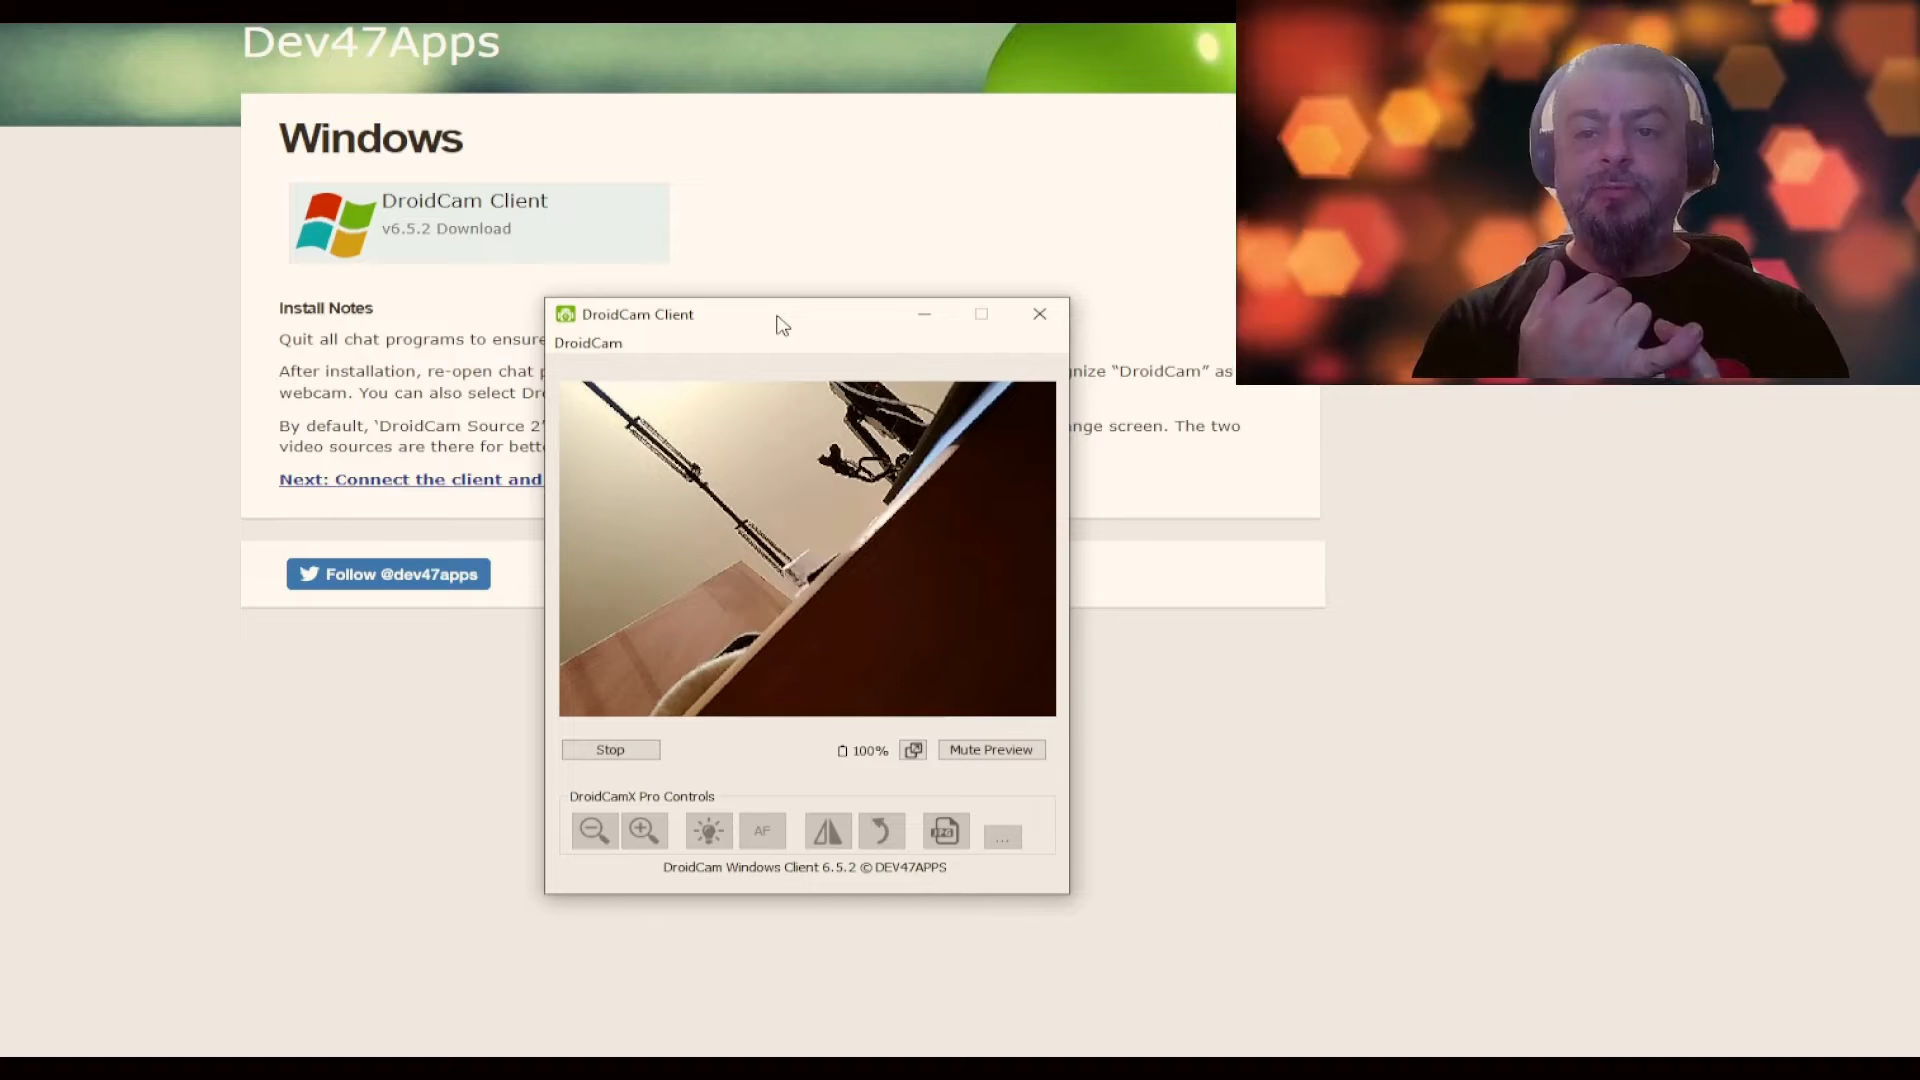 Dev47Apps
Windows
DroidCam Client
v6.5.2 Download
Install Notes
Quit all chat programs to ensure
After installation, re-open chat
nize “DroidCam” as
webcam. You can also select Dr
By default, ‘DroidCam Source 2’
nge screen. The two
video sources are there for bett
Next: Connect the client and
Follow @dev47apps
DroidCam Client
DroidCam
Stop
100%
Mute Preview
DroidCamX Pro Controls
AF
JPG
...
DroidCam Windows Client 6.5.2 © DEV47APPS